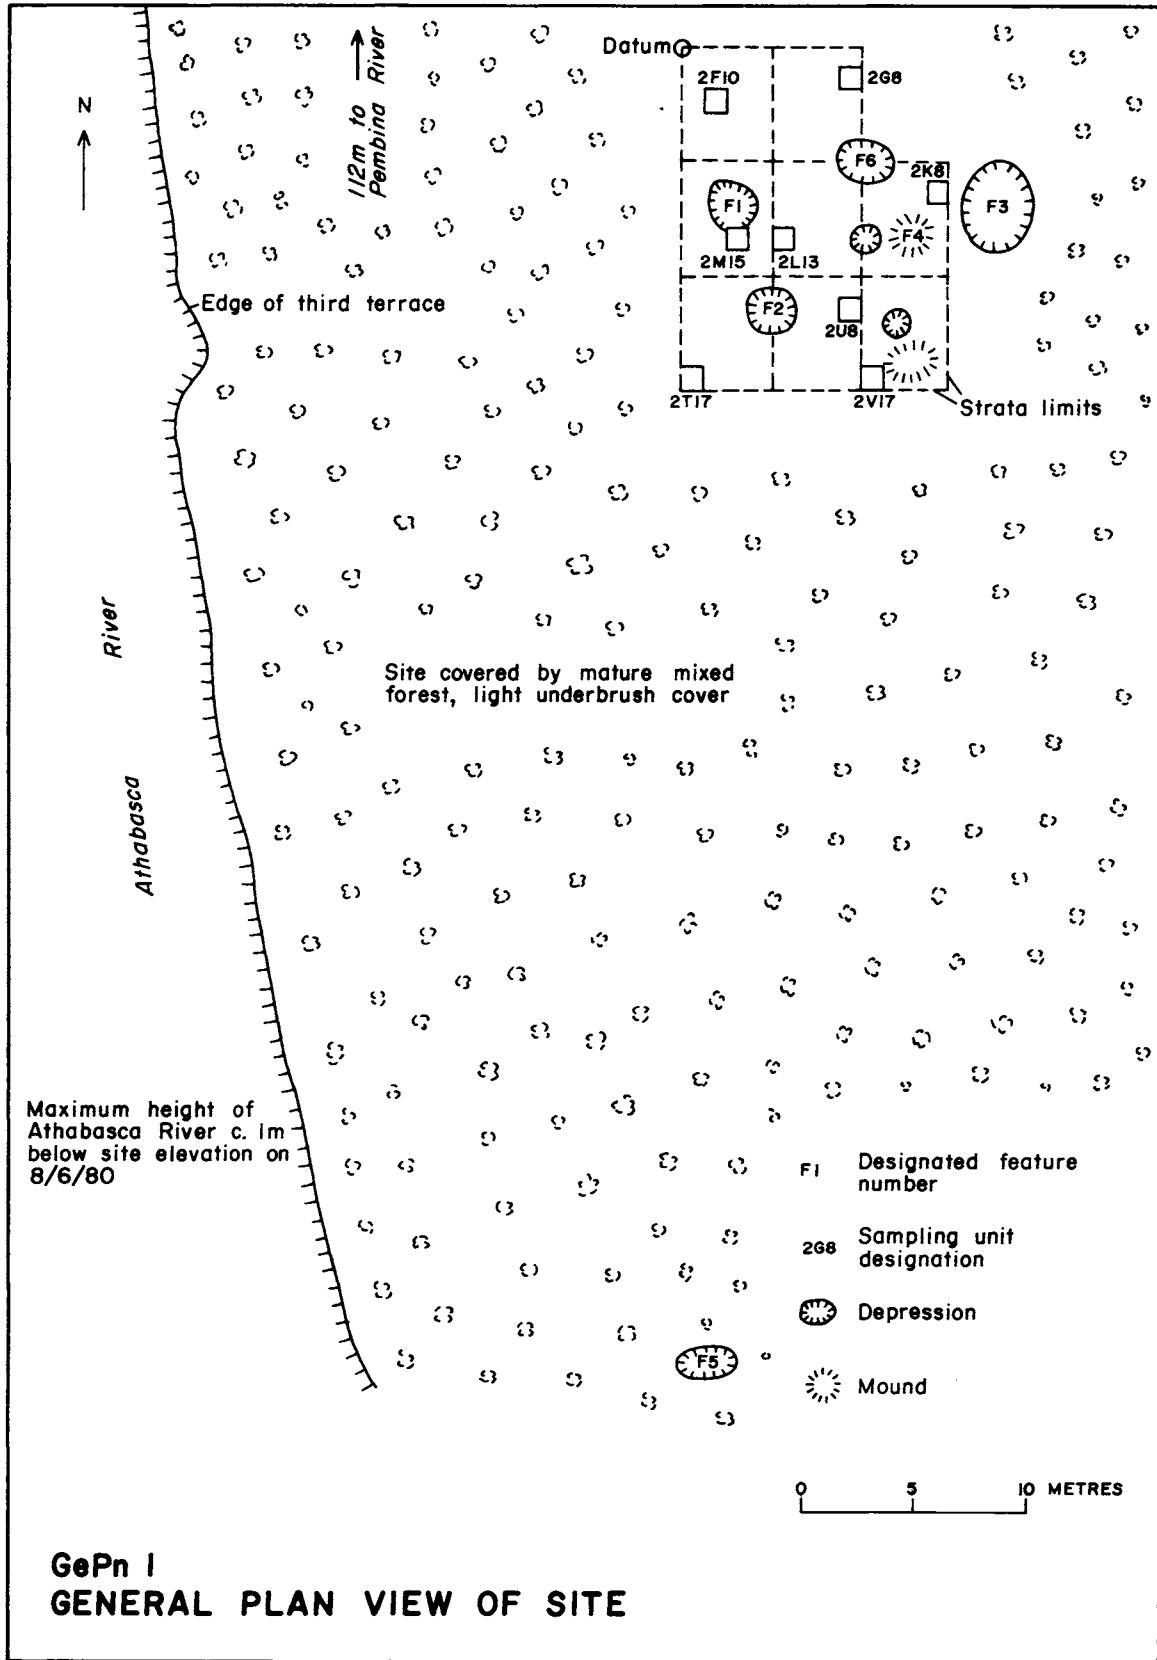 Datum
2F10
2G8
N
112m to
Pembina River
F6
2K8
F1
F3
F4
2M15
2L13
Edge of third terrace
F2
2U8
2T17
2V17
Strata limits
Athabasca River
Site covered by mature mixed
forest, light underbrush cover
Maximum height of
Athabasca River c. 1m
below site elevation on
8/6/80
F1 Designated feature
number
2G8 Sampling unit
designation
Depression
F5
Mound
0 5 10 METRES
GePn 1
GENERAL PLAN VIEW OF SITE